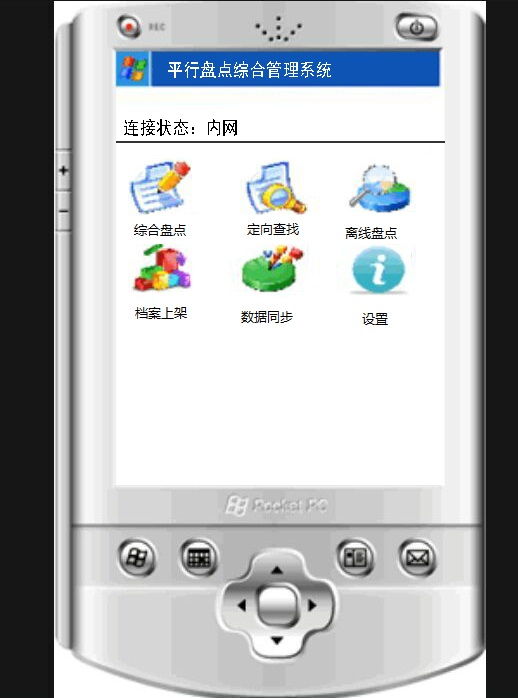 REC
平行盘点综合管理系统
连接状态：内网
综合盘点 定向查找 离线盘点
档案上架 数据同步 设置
Pocket PC